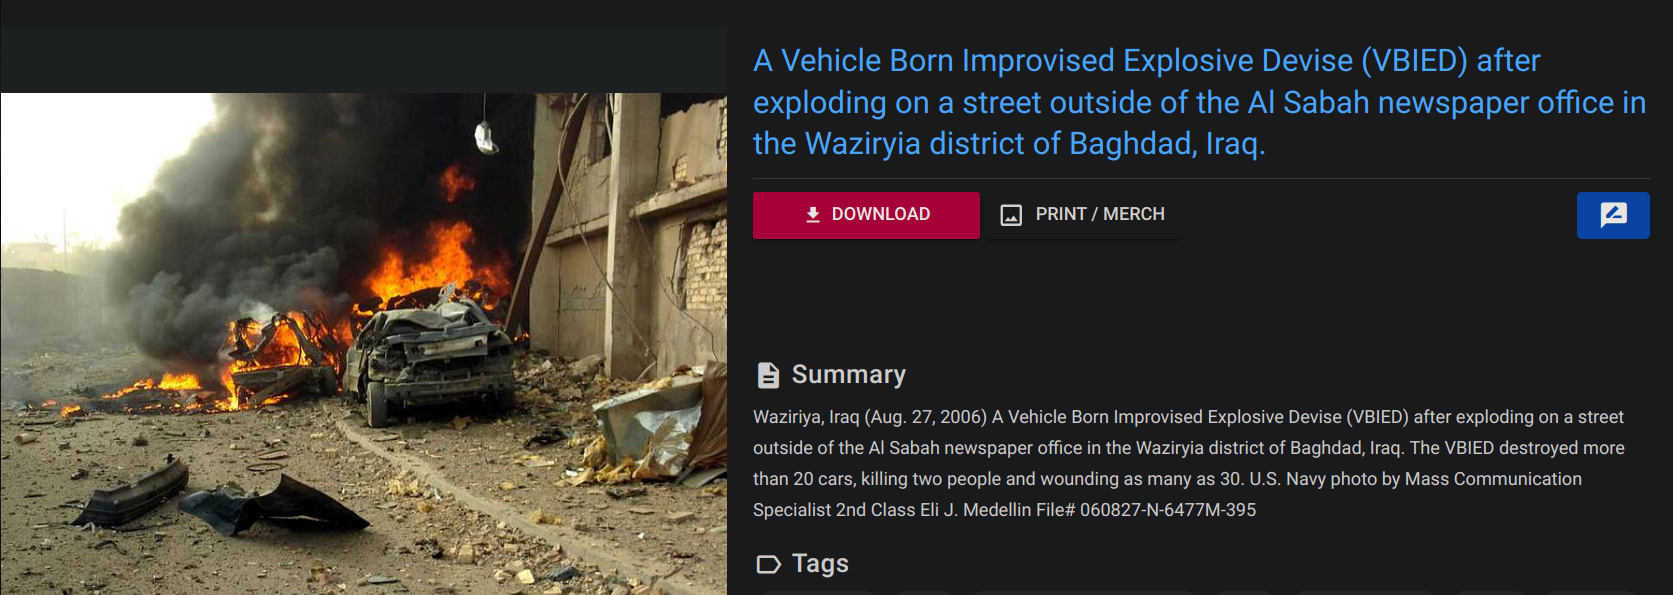 A Vehicle Born Improvised Explosive Devise (VBIED) after
exploding on a street outside of the Al Sabah newspaper office in
the Waziryia district of Baghdad, Iraq.
DOWNLOAD
PRINT / MERCH
Summary
Waziriya, Iraq (Aug. 27, 2006) A Vehicle Born Improvised Explosive Devise (VBIED) after exploding on a street
outside of the Al Sabah newspaper office in the Waziryia district of Baghdad, Iraq. The VBIED destroyed more
than 20 cars, killing two people and wounding as many as 30. U.S. Navy photo by Mass Communication
Specialist 2nd Class Eli J. Medellin File# 060827-N-6477M-395
Tags